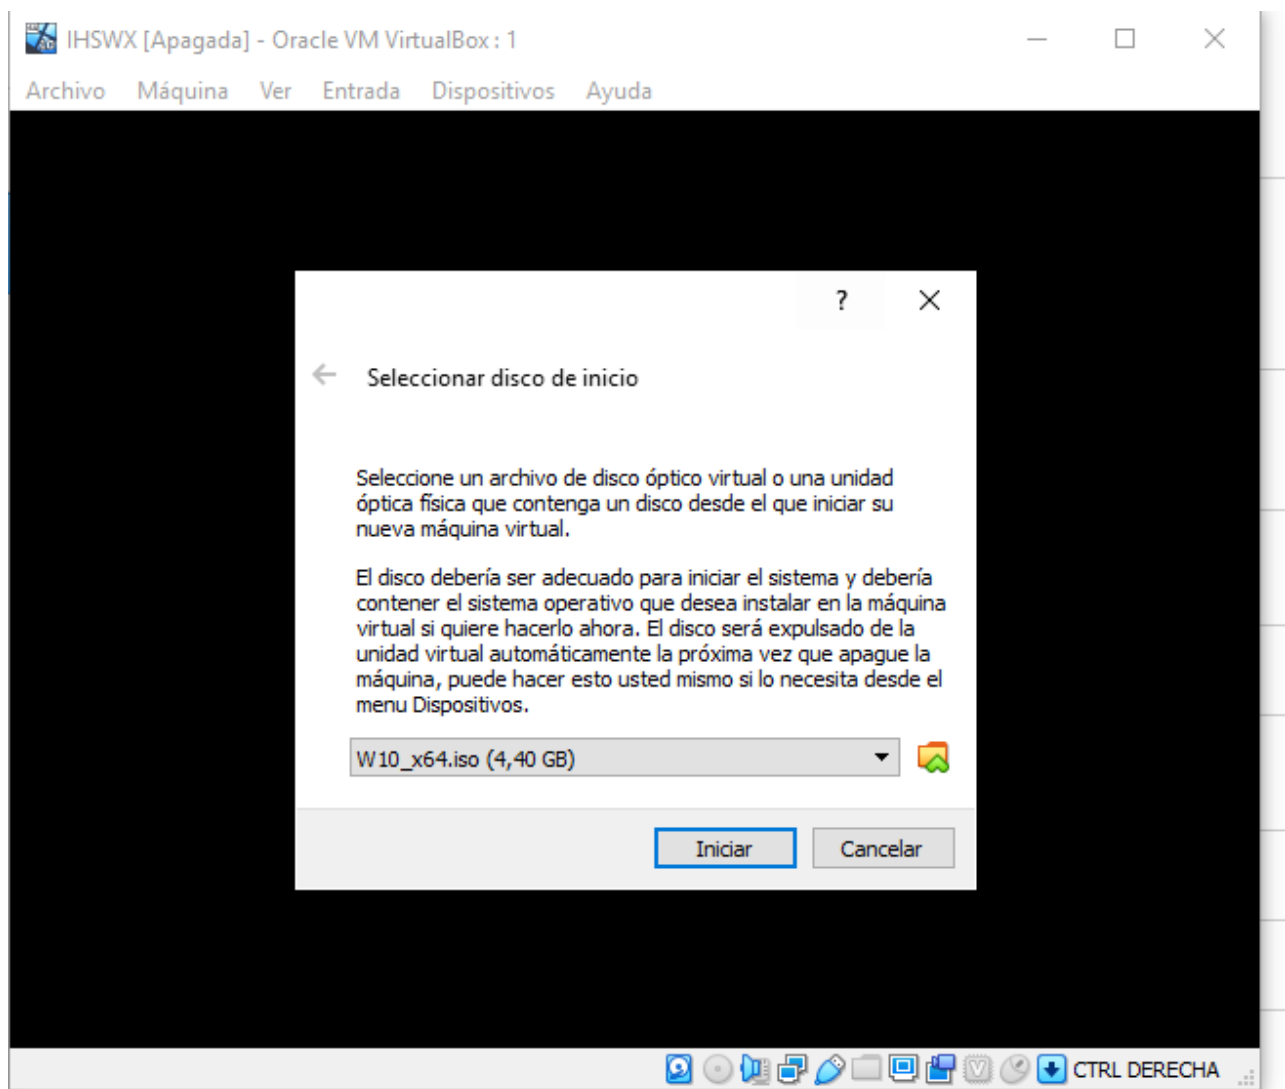 IHSWX [Apagada] - Oracle VM VirtualBox : 1
Archivo Máquina Ver Entrada Dispositivos Ayuda
?
Seleccionar disco de inicio
Seleccione un archivo de disco óptico virtual o una unidad
óptica física que contenga un disco desde el que iniciar su
nueva máquina virtual.
El disco debería ser adecuado para iniciar el sistema y debería
contener el sistema operativo que desea instalar en la máquina
virtual si quiere hacerlo ahora. El disco será expulsado de la
unidad virtual automáticamente la próxima vez que apague la
máquina, puede hacer esto usted mismo si lo necesita desde el
menu Dispositivos.
W10_x64.iso (4,40 GB)
Iniciar Cancelar
CTRL DERECHA